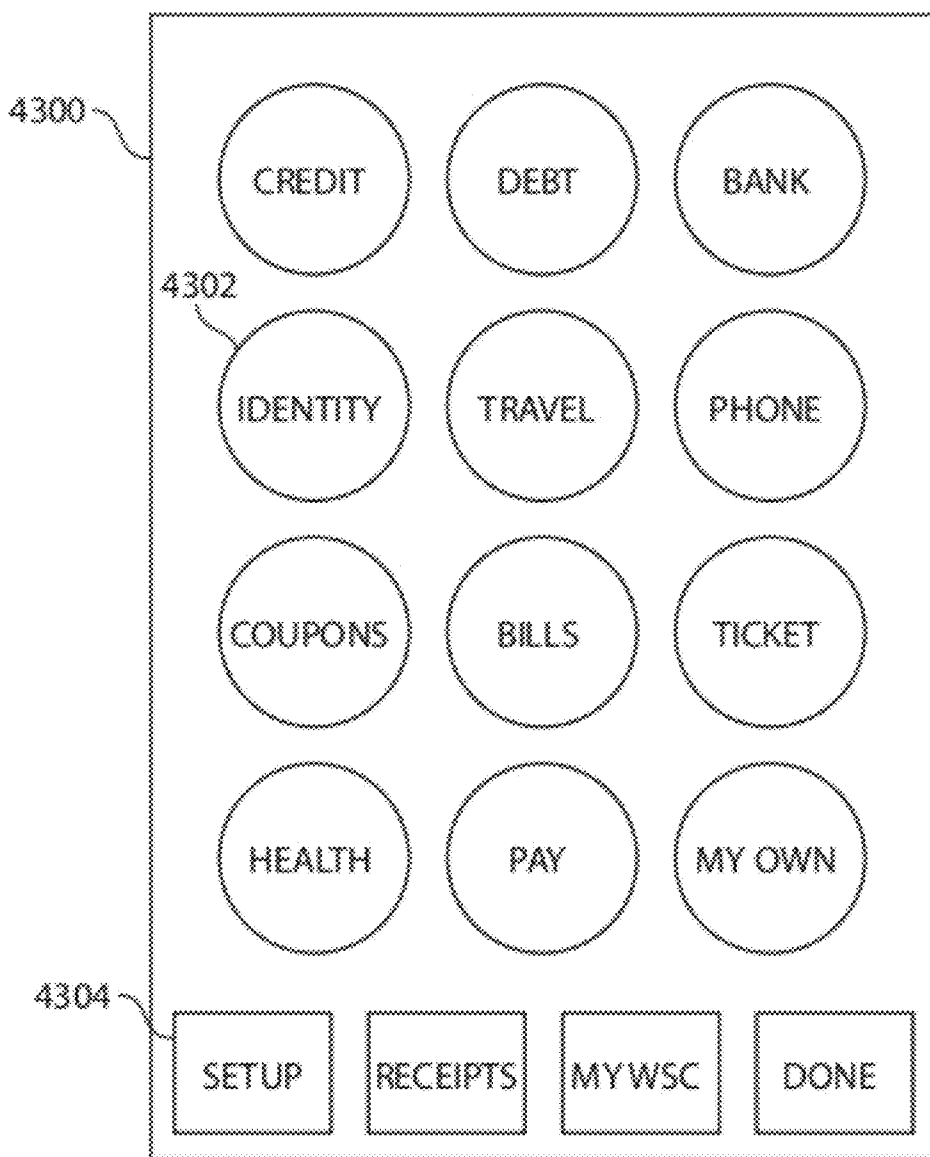 4300
CREDIT DEBT BANK
4302
IDENTITY TRAVEL PHONE
COUPONS BILLS TICKET
HEALTH PAY MY OWN
4304
SETUP RECEIPTS MYWSC DONE